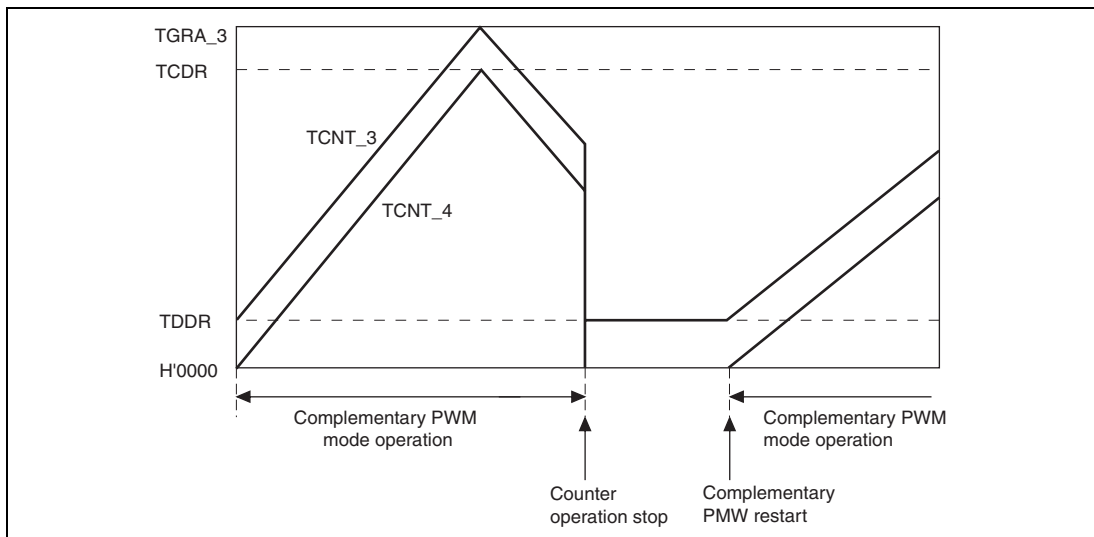 TGRA_3
TCDR
TCNT_3
TCNT_4
TDDR
H'0000
Complementary PWM
mode operation
Complementary PWM
mode operation
Counter
operation stop
Complementary
PMW restart